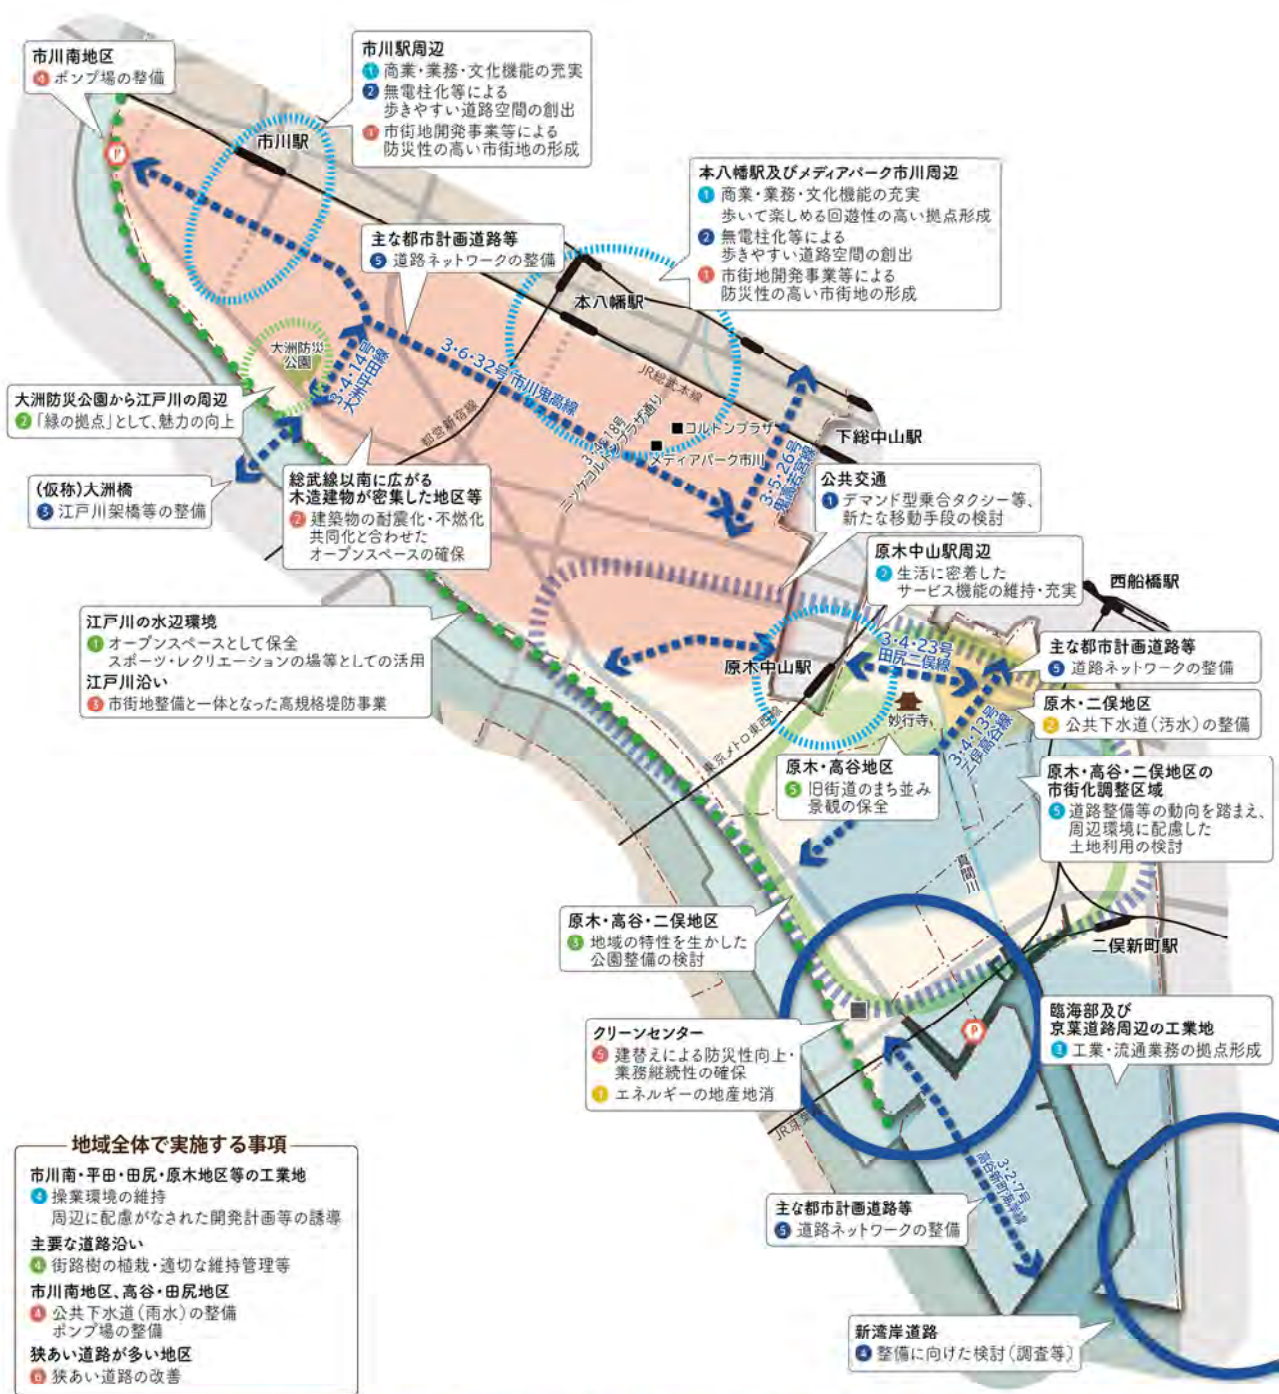 市川南地区
4 ポンプ場の整備
市川駅周辺
1 商業・業務・文化機能の充実
2 無電柱化等による
歩きやすい道路空間の創出
1 市街地開発事業等による
防災性の高い市街地の形成
市川駅
P
本八幡駅及びメディアパーク市川周辺
1 商業・業務・文化機能の充実
歩いて楽しめる回遊性の高い拠点形成
2 無電柱化等による
歩きやすい道路空間の創出
1 市街地開発事業等による
防災性の高い市街地の形成
主な都市計画道路等
5 道路ネットワークの整備
本八幡駅
大洲防災
公園
3・4・14号
大洲平田線
3・6・32号 市川鬼高線
JR総武本線
都営新宿線
ニッケコルトンプラザ通り
コルトンプラザ
メディアパーク市川
3・5・26号
鬼高若宮線
下総中山駅
大洲防災公園から江戸川の周辺
2 「緑の拠点」として、魅力の向上
(仮称)大洲橋
3 江戸川架橋等の整備
総武線以南に広がる
木造建物が密集した地区等
2 建築物の耐震化・不燃化
共同化と合わせた
オープンスペースの確保
公共交通
1 デマンド型乗合タクシー等、
新たな移動手段の検討
原木中山駅周辺
2 生活に密着した
サービス機能の維持・充実
西船橋駅
江戸川の水辺環境
1 オープンスペースとして保全
スポーツ・レクリエーションの場等としての活用
江戸川沿い
3 市街地整備と一体となった高規格堤防事業
原木中山駅
3・4・23号
田尻二俣線
主な都市計画道路等
5 道路ネットワークの整備
妙行寺
3・4・13号
二俣高谷線
原木・二俣地区
2 公共下水道(汚水)の整備
東京メトロ東西線
原木・高谷地区
5 旧街道のまち並み
景観の保全
原木・高谷・二俣地区の
市街化調整区域
5 道路整備等の動向を踏まえ、
周辺環境に配慮した
土地利用の検討
真間川
原木・高谷・二俣地区
3 地域の特性を生かした
公園整備の検討
二俣新町駅
クリーンセンター
5 建替えによる防災性向上・
業務継続性の確保
1 エネルギーの地産地消
P
臨海部及び
京葉道路周辺の工業地
3 工業・流通業務の拠点形成
3・2・7号
主な都市計画道路等
5 道路ネットワークの整備
新湾岸道路
4 整備に向けた検討(調査等)
地域全体で実施する事項
市川南・平田・田尻・原木地区等の工業地
4 操業環境の維持
周辺に配慮がなされた開発計画等の誘導
主要な道路沿い
4 街路樹の植栽・適切な維持管理等
市川南地区、高谷・田尻地区
4 公共下水道(雨水)の整備
ポンプ場の整備
狭あい道路が多い地区
6 狭あい道路の改善